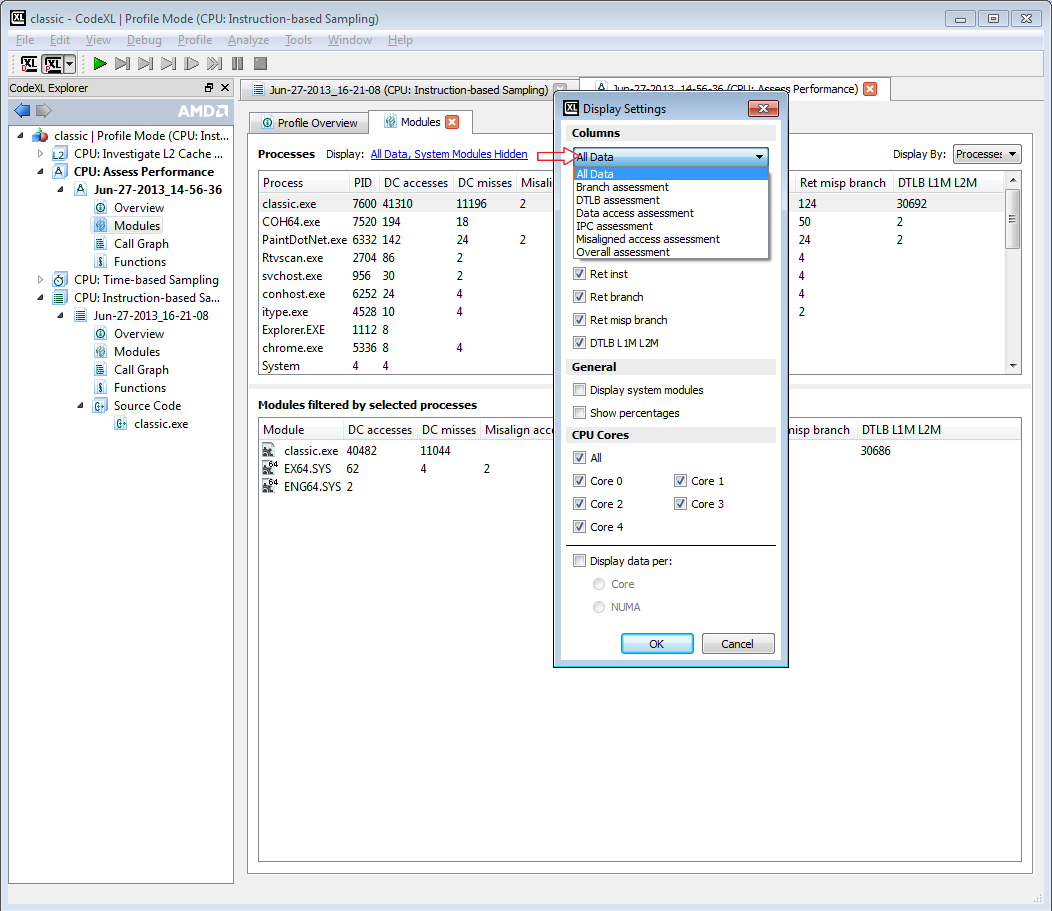 classic - CodeXL | Profile Mode (CPU: Instruction-based Sampling)
File Edit View Debug Profile Analyze Tools Window Help
CodeXL Explorer
AMD
classic | Profile Mode (CPU: Inst...
CPU: Investigate L2 Cache ...
CPU: Assess Performance
Jun-27-2013_14-56-36
Overview
Modules
Call Graph
Functions
CPU: Time-based Sampling
CPU: Instruction-based Sa...
Jun-27-2013_16-21-08
Overview
Modules
Call Graph
Functions
Source Code
classic.exe
Jun-27-2013_16-21-08 (CPU: Instruction-based Sampling)
Jun-27-2013_14-56-36 (CPU: Assess Performance)
Profile Overview
Modules
Processes Display: All Data, System Modules Hidden
Display By: Processes
Process PID DC accesses DC misses Misali Ret misp branch DTLB L1M L2M
classic.exe 7600 41310 11196 2 124 30692
COH64.exe 7520 194 18 50 2
PaintDotNet.exe 6332 142 24 2 24 2
Rtvscan.exe 2704 86 2 4
svchost.exe 956 30 2 4
conhost.exe 6252 24 4 4
itype.exe 4528 10 4 2
Explorer.EXE 1112 8
chrome.exe 5336 8 4
System 4 4
Modules filtered by selected processes
Module DC accesses DC misses Misalign acc misp branch DTLB L1M L2M
classic.exe 40482 11044 30686
EX64.SYS 62 4 2
ENG64.SYS 2
Display Settings
Columns
All Data
All Data
Branch assessment
DTLB assessment
Data access assessment
IPC assessment
Misaligned access assessment
Overall assessment
Ret inst
Ret branch
Ret misp branch
DTLB L1M L2M
General
Display system modules
Show percentages
CPU Cores
All
Core 0 Core 1
Core 2 Core 3
Core 4
Display data per:
Core
NUMA
OK Cancel